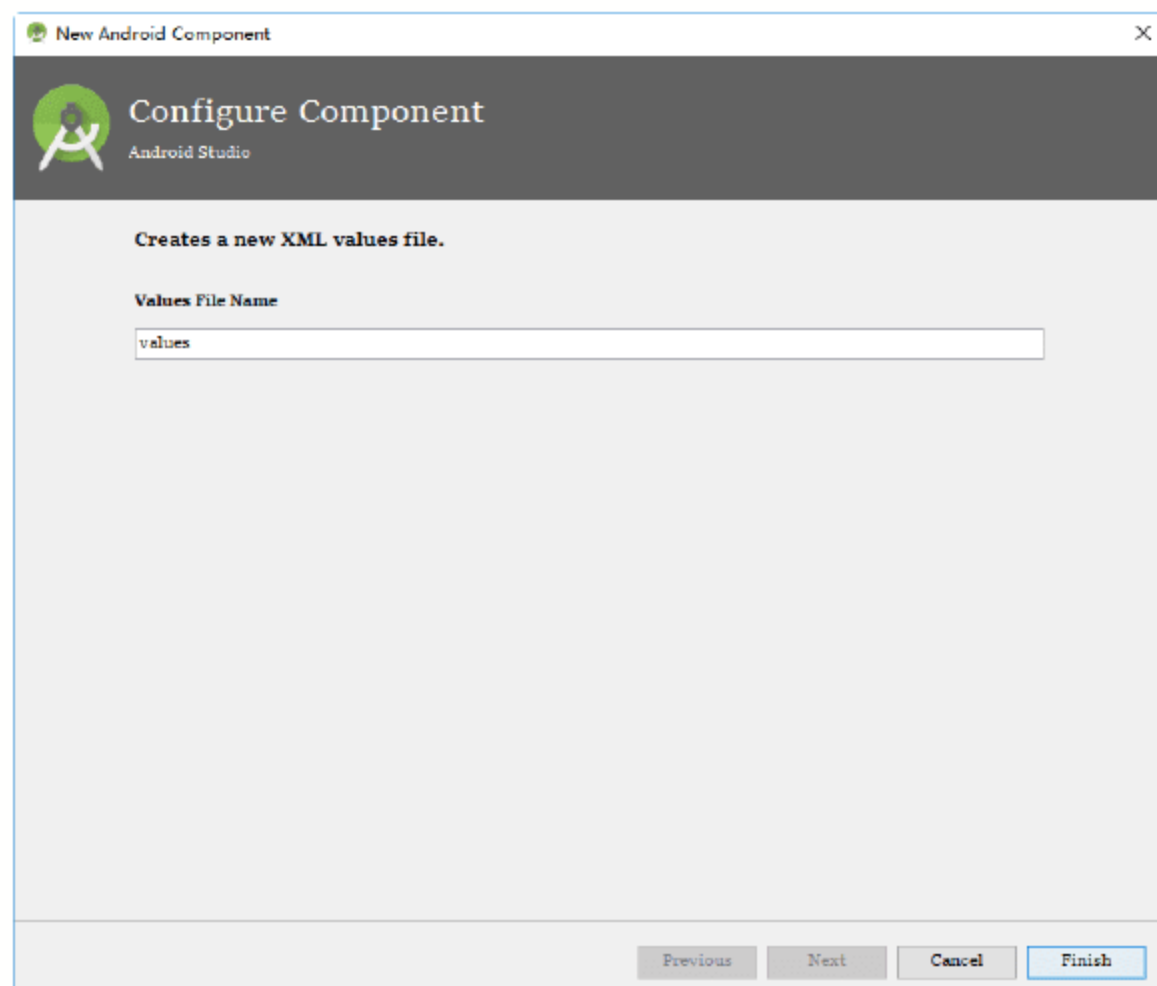 New Android Component
Configure Component
Android Studio
Creates a new XML values file.
Values File Name
values
Previous Next Cancel Finish